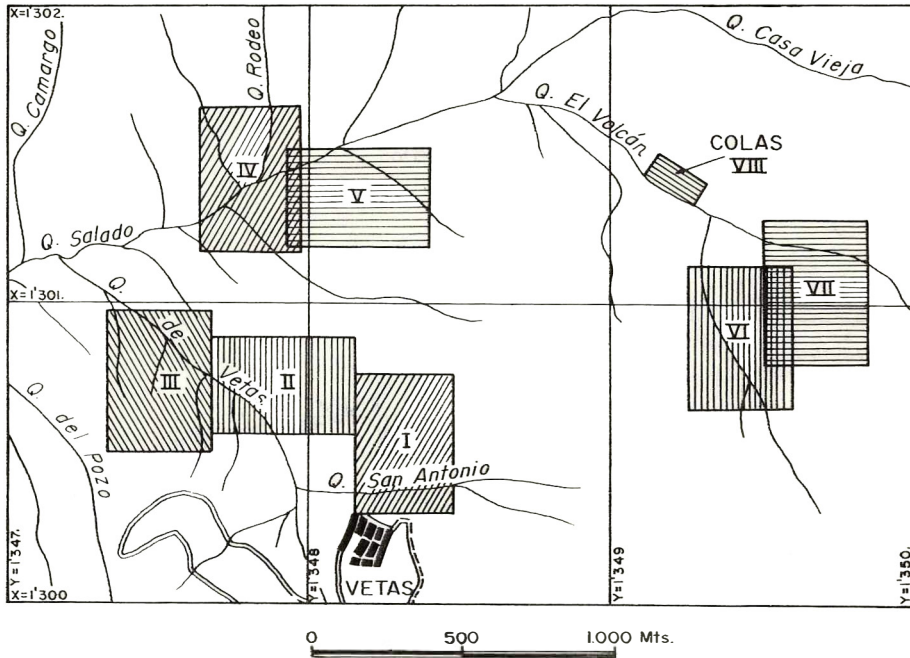 X=1'302.
Q. Camargo
Q. Rodeo
Q. Casa Vieja
Q. El Volcán
COLAS
VIII
IV
V
Q. Salado
X=1'301.
VII
VI
Q. de Vetas
III
II
I
Q. San Antonio
Q. del Pozo
Y=1'347.
Y=1'348
Y=1'349
Y=1'350.
X=1'300
VETAS
0 500 1.000 Mts.